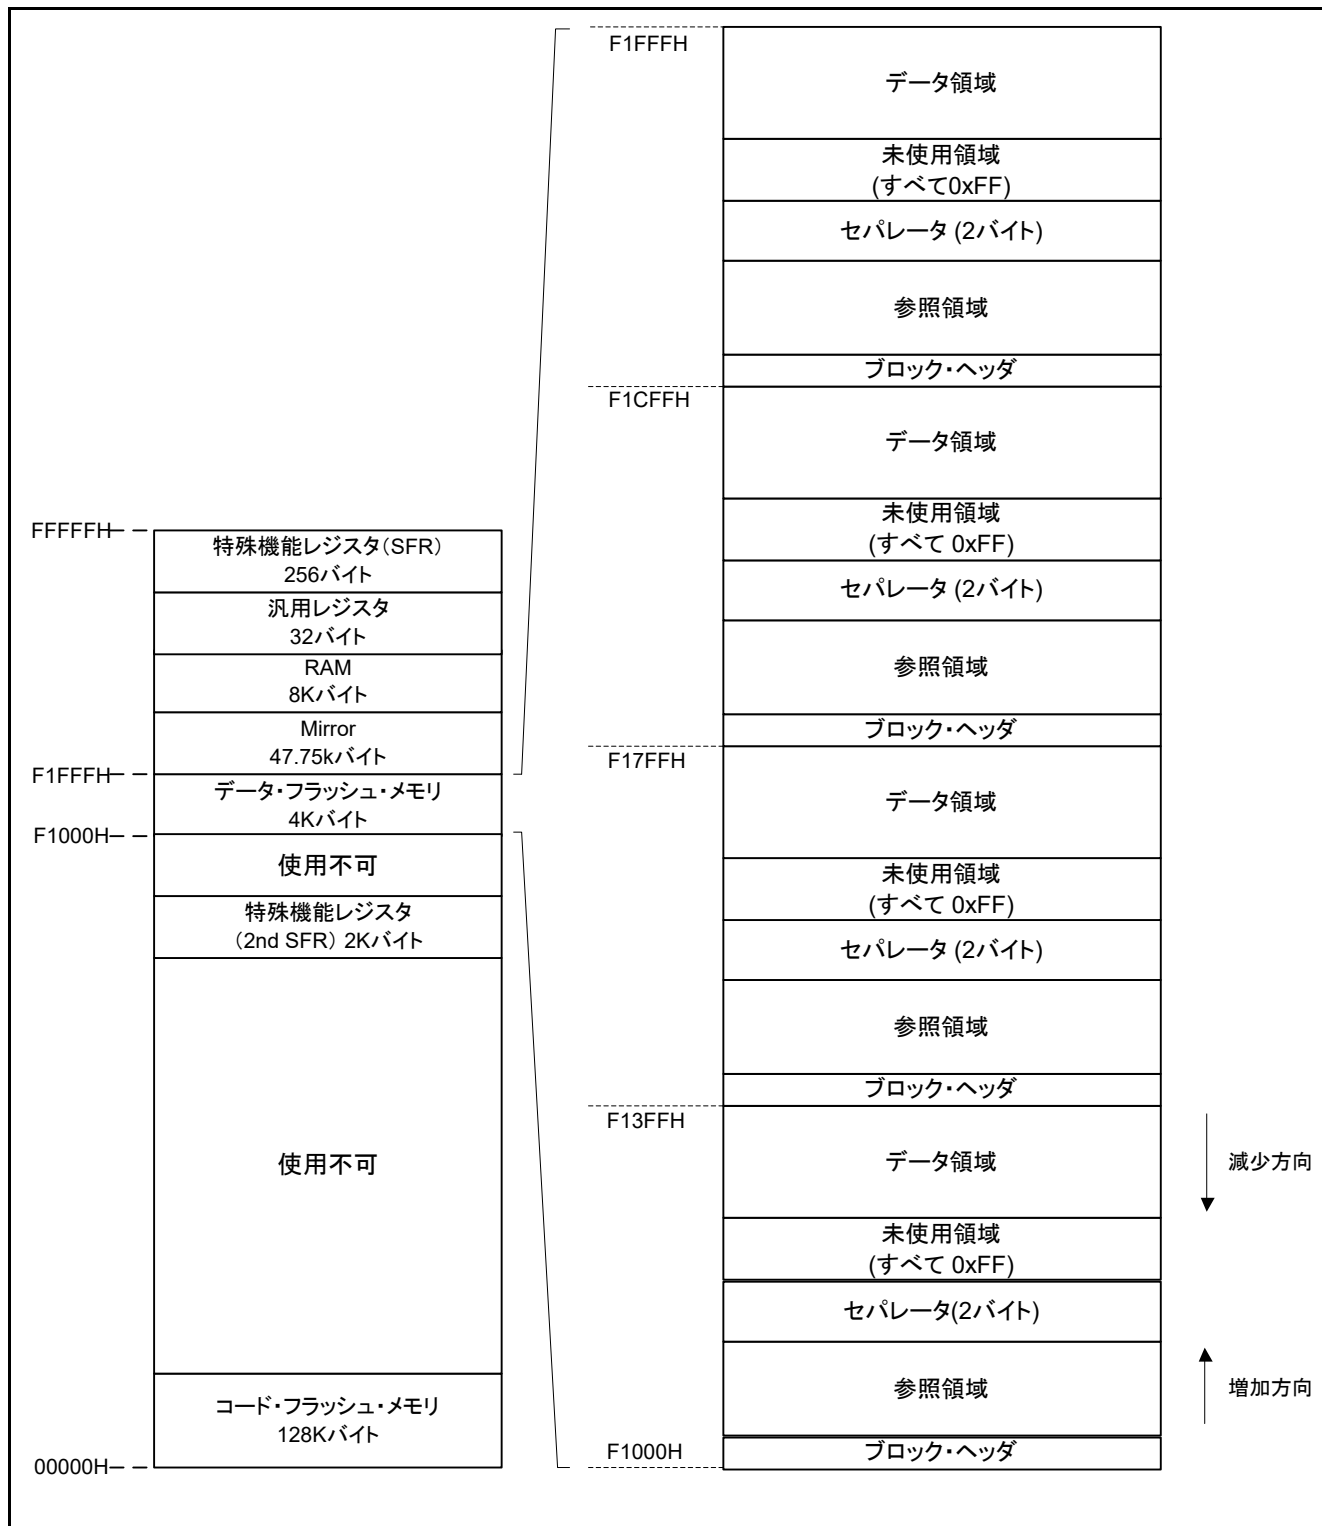 FFFFFH
特殊機能レジスタ(SFR)
256バイト
汎用レジスタ
32バイト
RAM
8Kバイト
Mirror
47.75kバイト
F1FFFH
データ・フラッシュ・メモリ
4Kバイト
F1000H
使用不可
特殊機能レジスタ
(2nd SFR) 2Kバイト
使用不可
コード・フラッシュ・メモリ
128Kバイト
00000H
F1FFFH
データ領域
未使用領域
(すべて0xFF)
セパレータ (2バイト)
参照領域
ブロック・ヘッダ
F1CFFH
データ領域
未使用領域
(すべて 0xFF)
セパレータ (2バイト)
参照領域
ブロック・ヘッダ
F17FFH
データ領域
未使用領域
(すべて 0xFF)
セパレータ (2バイト)
参照領域
ブロック・ヘッダ
F13FFH
データ領域
減少方向
未使用領域
(すべて 0xFF)
セパレータ(2バイト)
参照領域
増加方向
F1000H
ブロック・ヘッダ